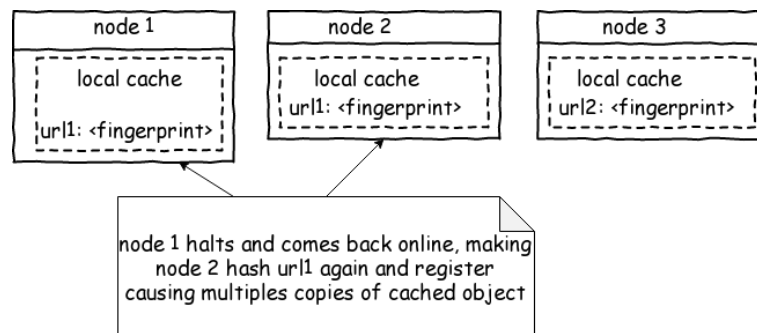 node 1
local cache
url1: <fingerprint>
node 2
local cache
url1: <fingerprint>
node 3
local cache
url2: <fingerprint>
node 1 halts and comes back online, making
node 2 hash url1 again and register
causing multiples copies of cached object